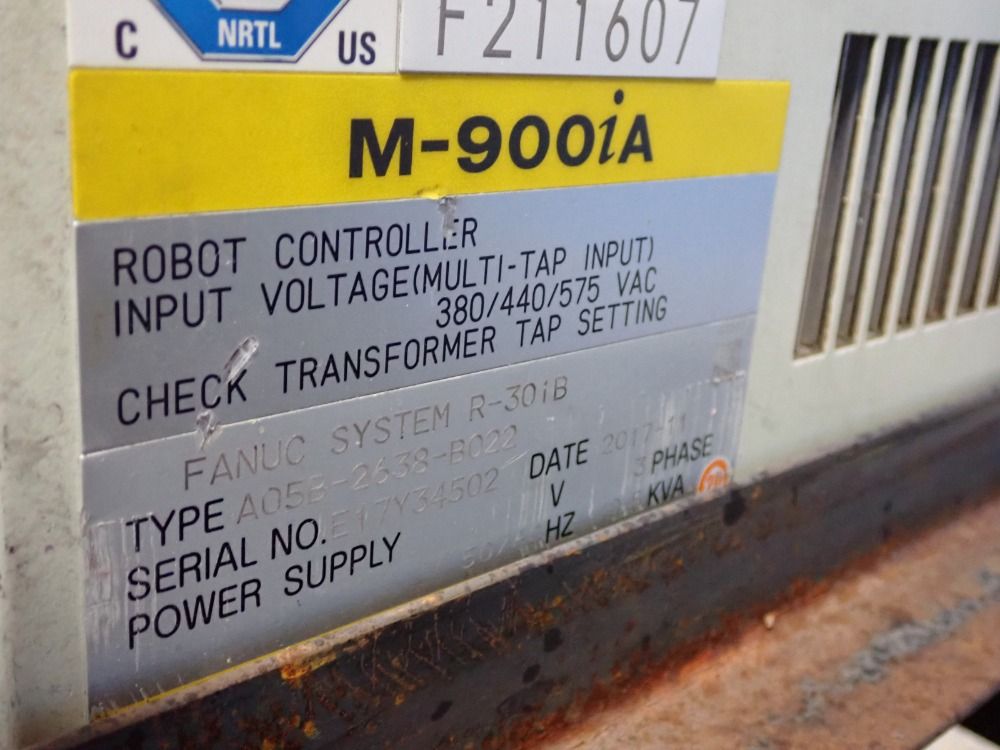 C NRTL US
F211607
M-900iA
ROBOT CONTROLLER
INPUT VOLTAGE(MULTI-TAP INPUT)
380/440/575 VAC
CHECK TRANSFORMER TAP SETTING
FANUC SYSTEM R-30iB
TYPE A05B-2638-B022 DATE 2017-11
SERIAL NO. E17Y34502 V 3 PHASE
POWER SUPPLY HZ KVA